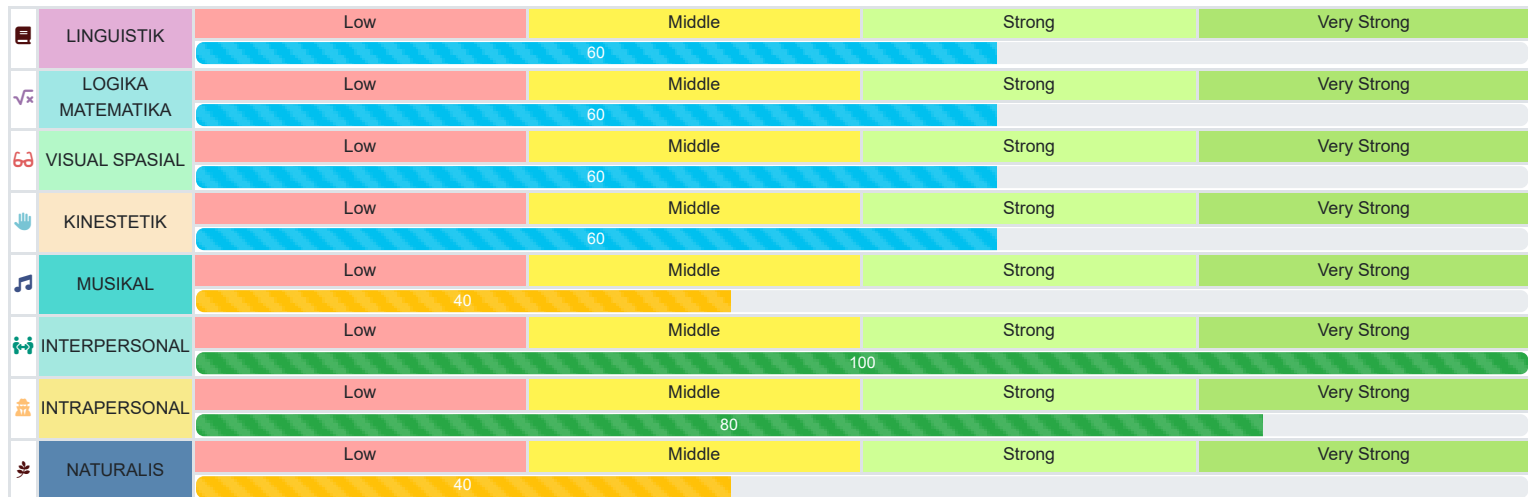 Low Middle Strong Very Strong
LINGUISTIK
60
Low Middle Strong Very Strong
LOGIKA
MATEMATIKA
60
Low Middle Strong Very Strong
VISUAL SPASIAL
60
Low Middle Strong Very Strong
KINESTETIK
60
Low Middle Strong Very Strong
MUSIKAL
40
Low Middle Strong Very Strong
INTERPERSONAL
100
Low Middle Strong Very Strong
INTRAPERSONAL
80
Low Middle Strong Very Strong
NATURALIS
40